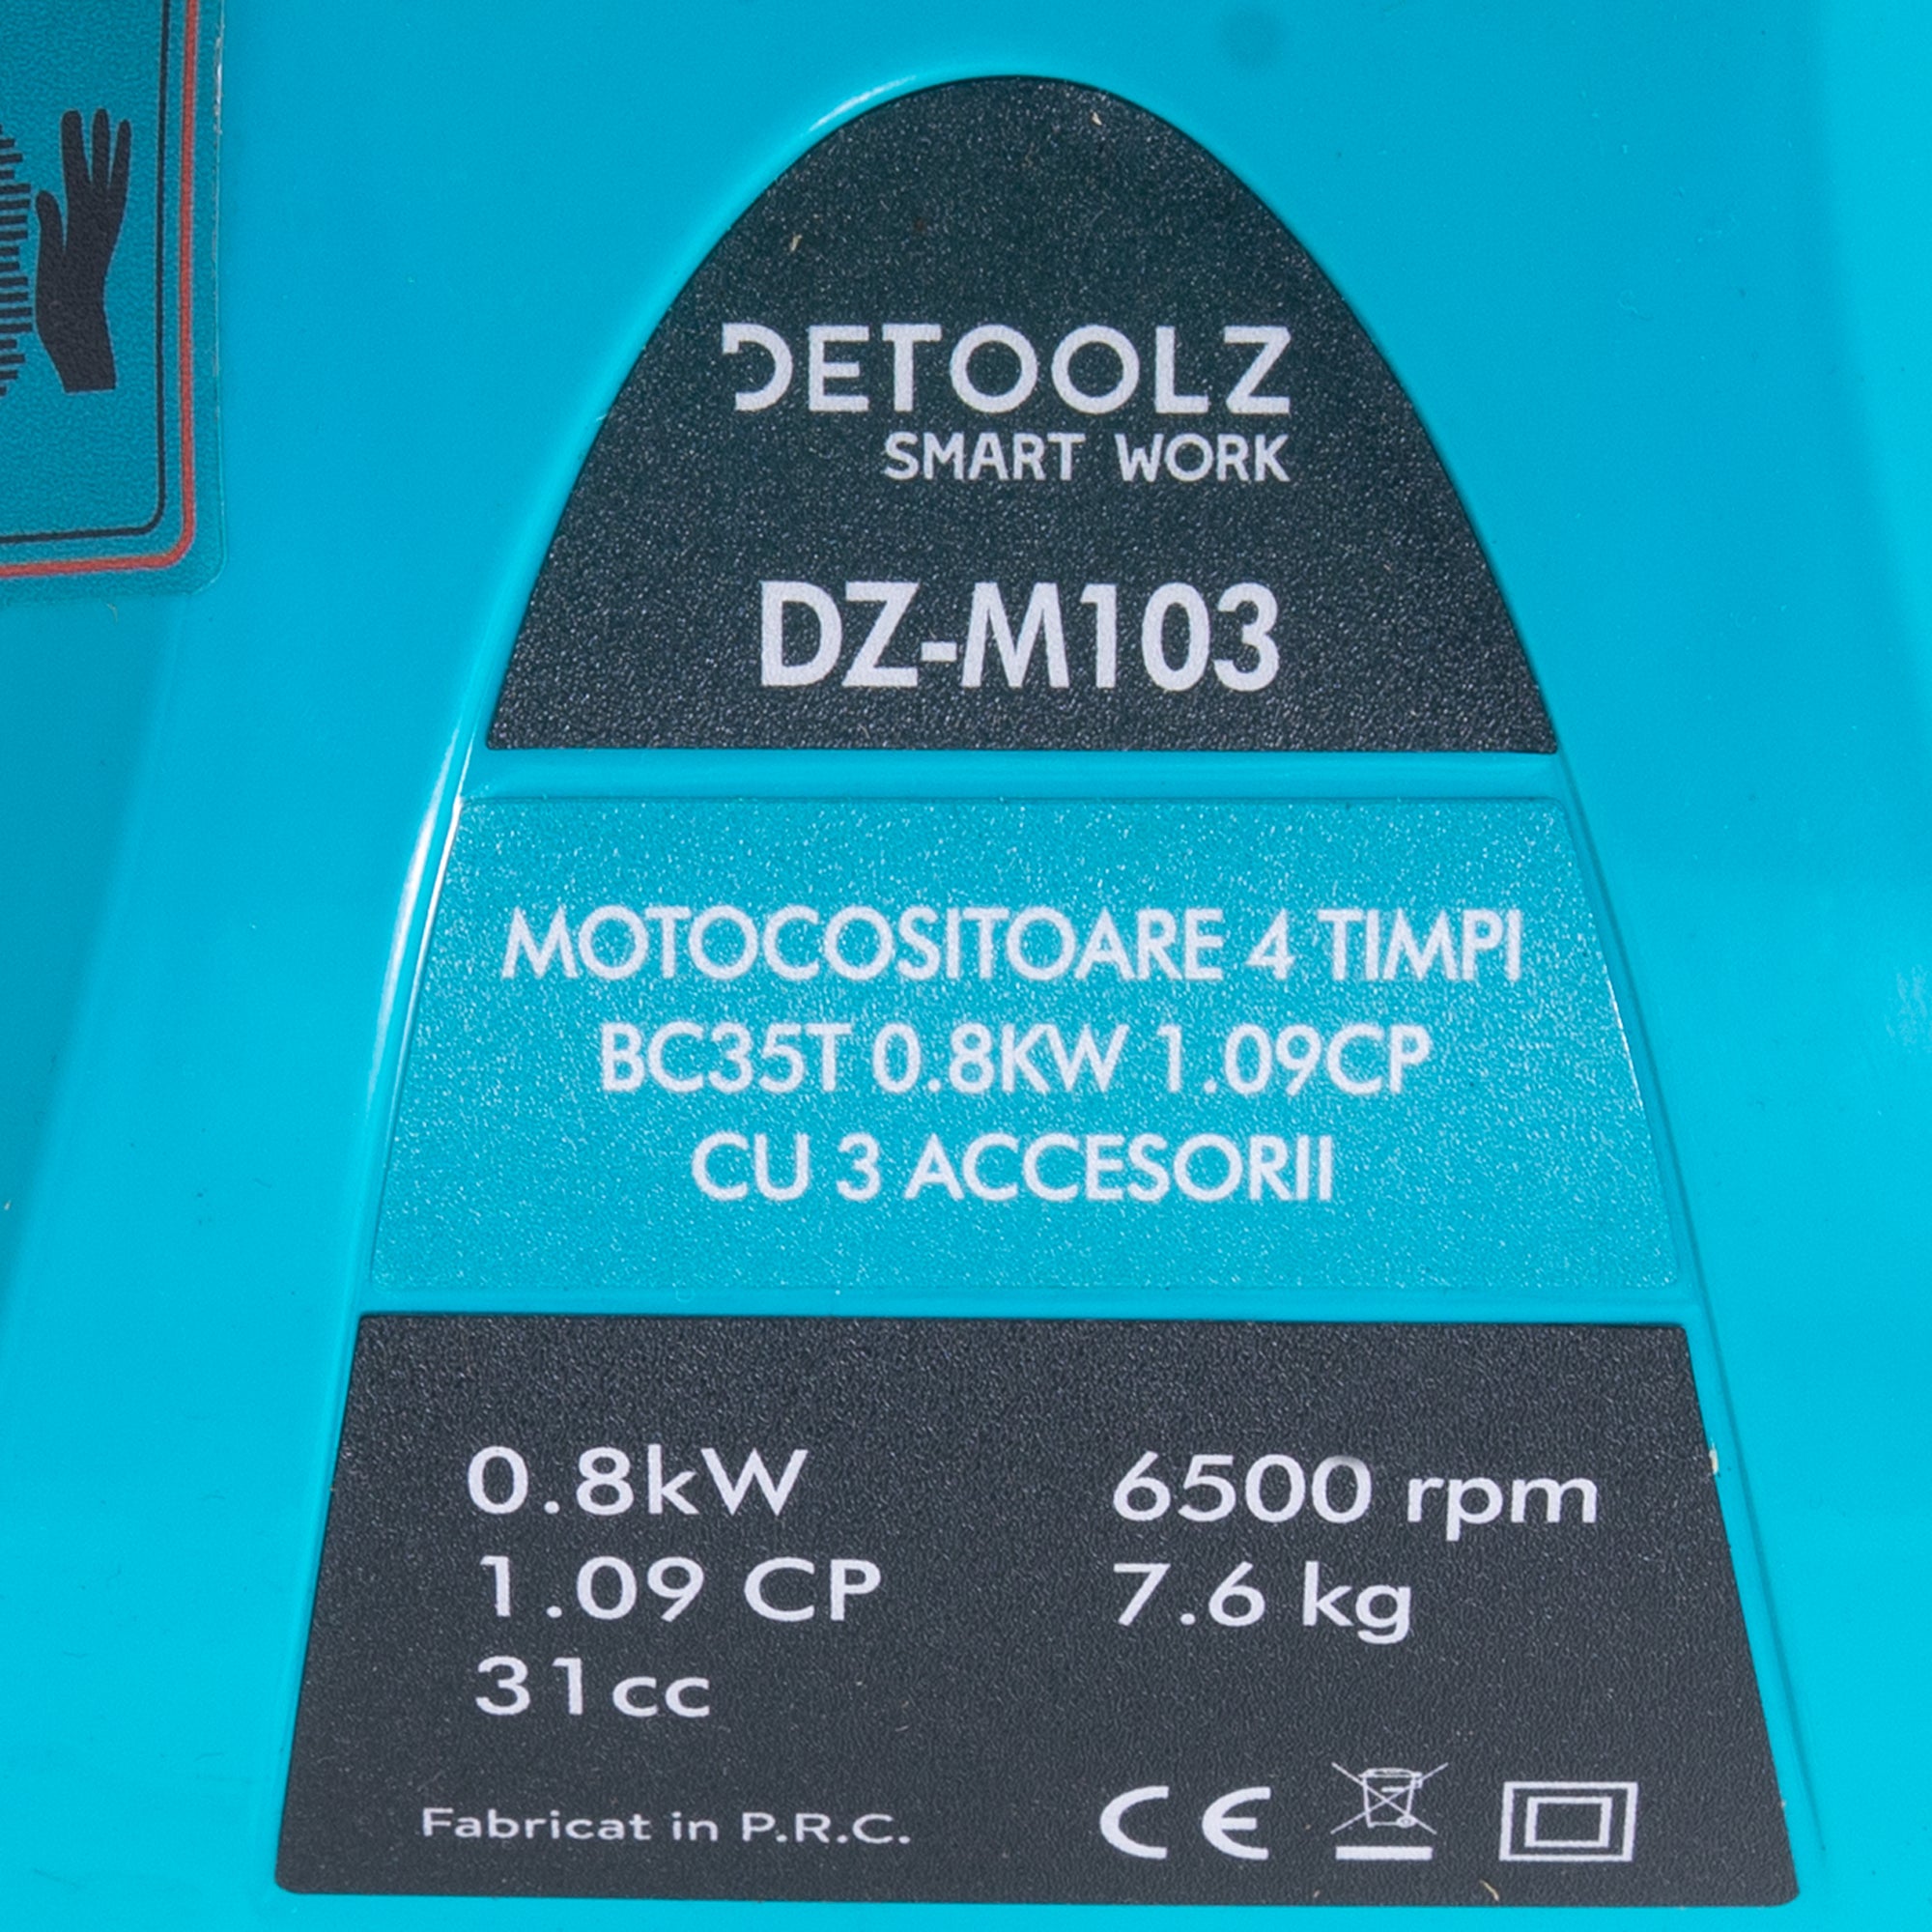 DETOOLZ
SMART WORK
DZ-M103
MOTOCOSITOARE 4 TIMPI
BC35T 0.8KW 1.09CP
CU 3 ACCESORII
0.8kW 6500 rpm
1.09 CP 7.6 kg
31cc
Fabricat in P.R.C. CE